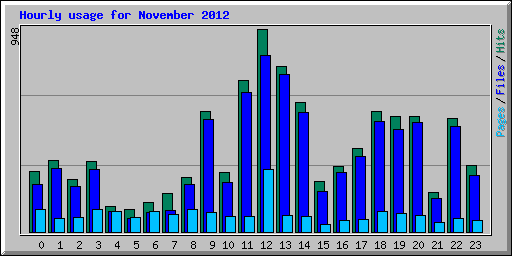 Hourly usage for November 2012
948
Pages / Files / Hits
0 1 2 3 4 5 6 7 8 9 10 11 12 13 14 15 16 17 18 19 20 21 22 23